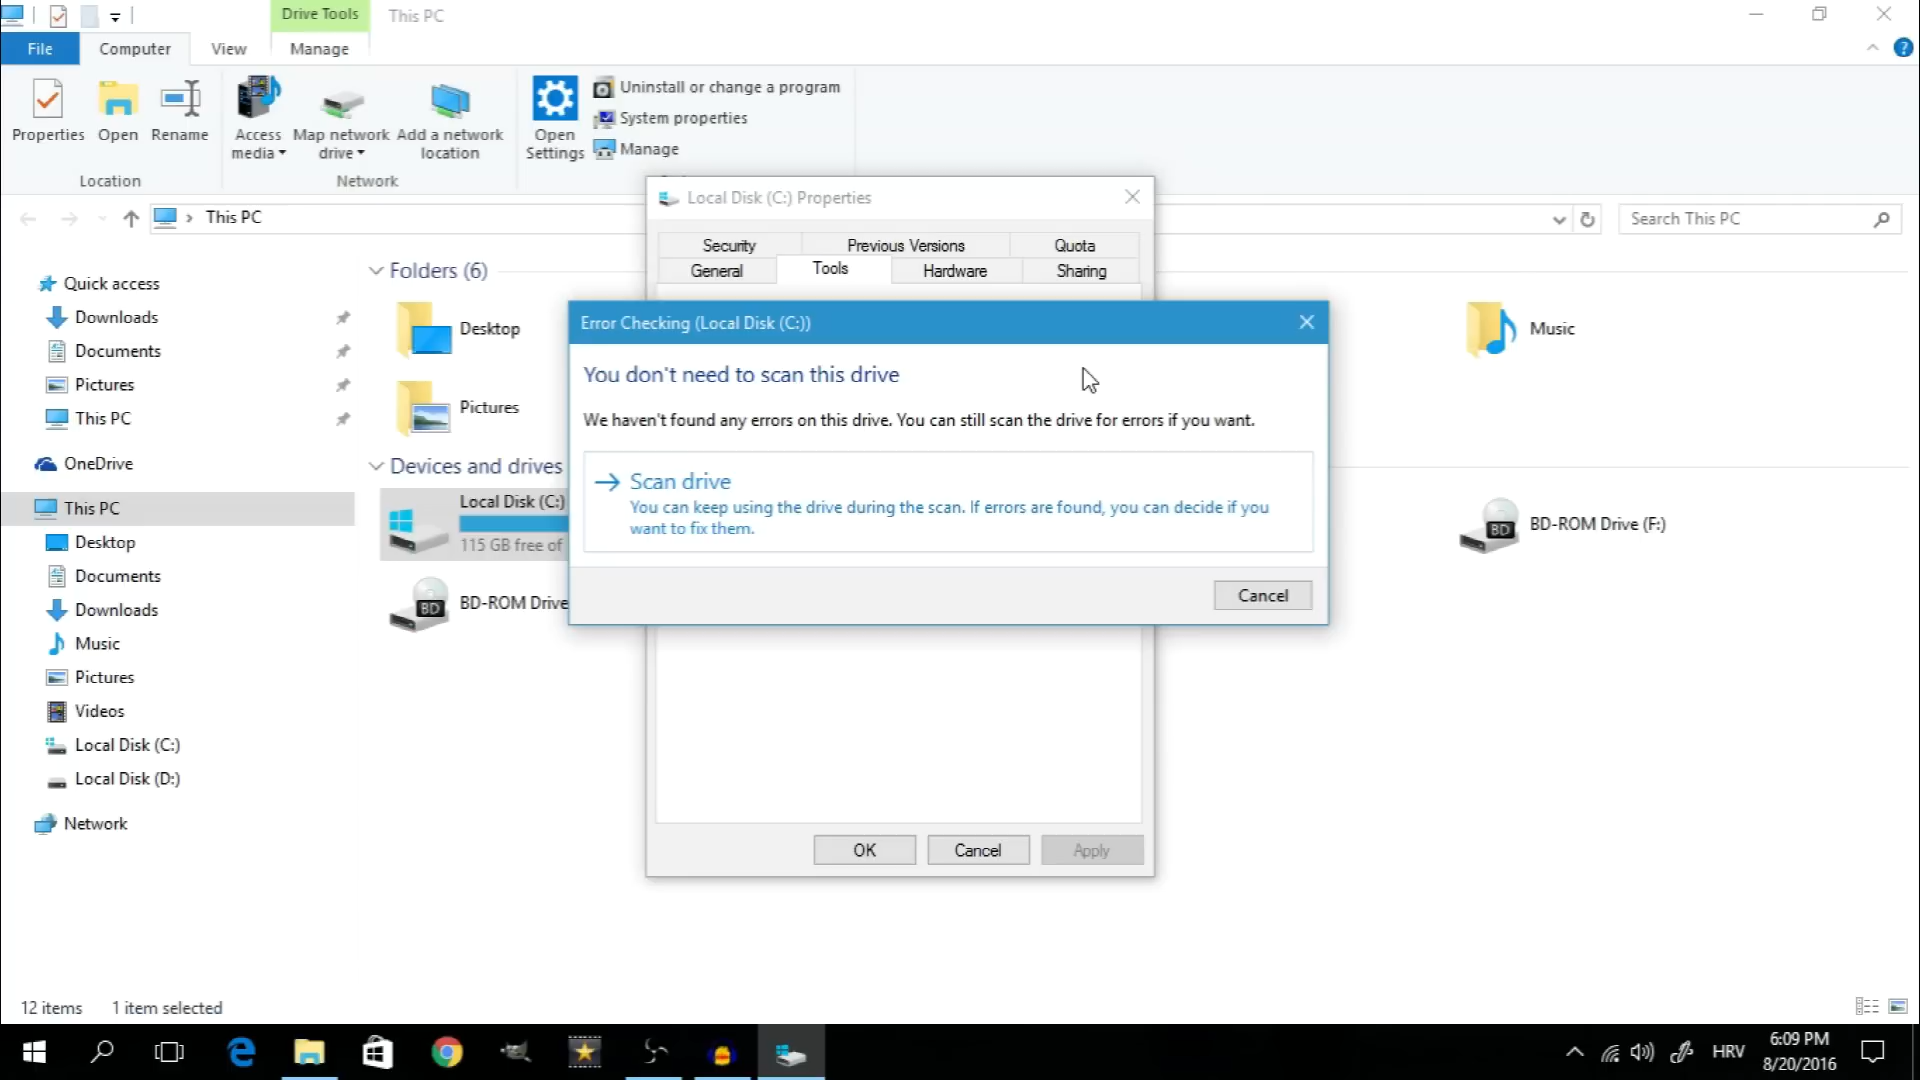 Drive Tools
This PC
File
Computer
View
Manage
Properties
Open
Rename
Access
media
Map network
drive
Add a network
location
Open
Settings
Uninstall or change a program
System properties
Manage
Location
Network
This PC
Search This PC
Quick access
Downloads
Documents
Pictures
This PC
OneDrive
This PC
Desktop
Documents
Downloads
Music
Pictures
Videos
Local Disk (C:)
Local Disk (D:)
Network
Folders (6)
Desktop
Pictures
Music
Devices and drives
Local Disk (C:)
115 GB free of
BD-ROM Drive
BD-ROM Drive (F:)
BD
BD
Local Disk (C:) Properties
Security
Previous Versions
Quota
General
Tools
Hardware
Sharing
Error Checking (Local Disk (C:))
You don't need to scan this drive
We haven't found any errors on this drive. You can still scan the drive for errors if you want.
Scan drive
You can keep using the drive during the scan. If errors are found, you can decide if you
want to fix them.
Cancel
OK
Cancel
Apply
12 items
1 item selected
HRV
6:09 PM
8/20/2016